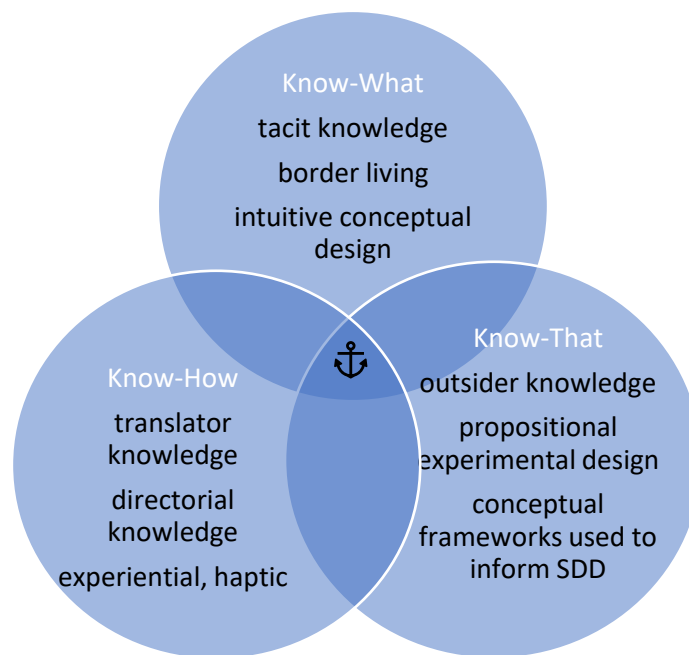 Know-What
tacit knowledge
border living
intuitive conceptual
design
Know-How
translator
knowledge
directorial
knowledge
experiential, haptic
Know-That
outsider knowledge
propositional
experimental design
conceptual
frameworks used to
inform SDD